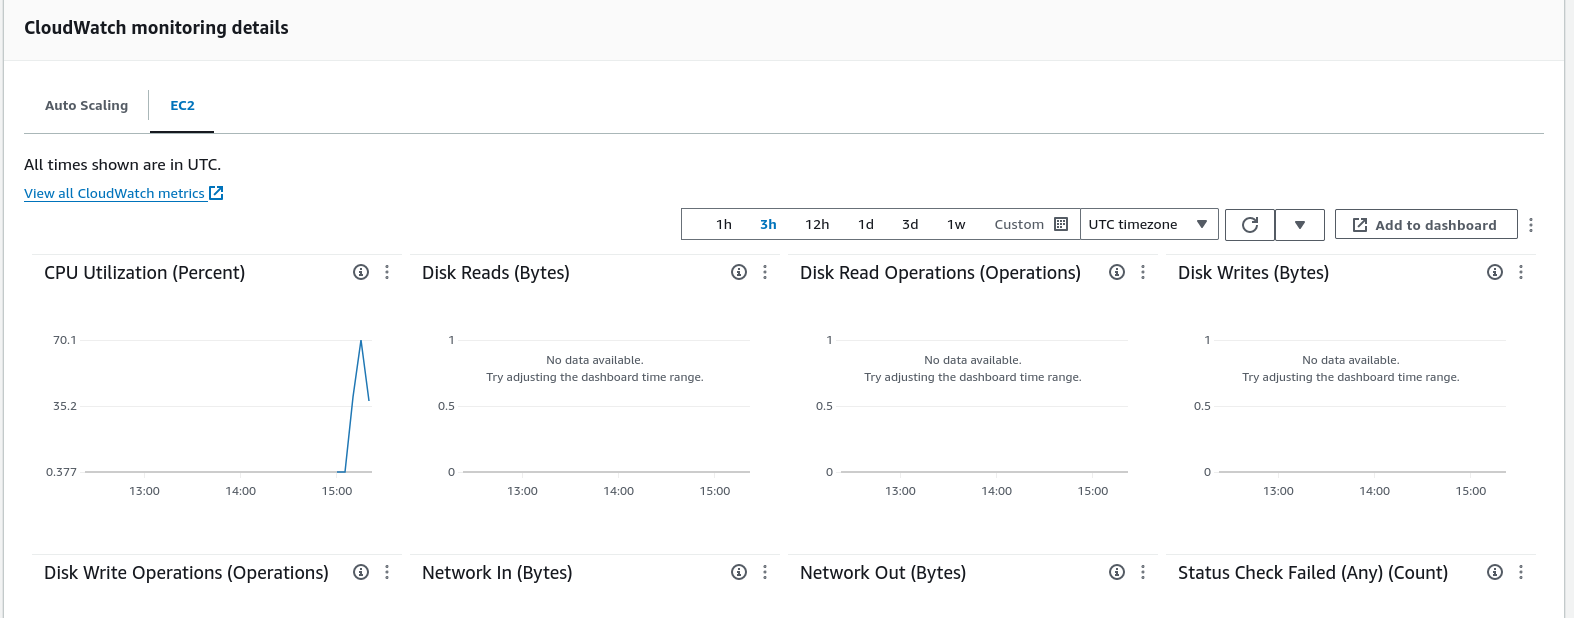 CloudWatch monitoring details
Auto Scaling
EC2
All times shown are in UTC.
View all CloudWatch metrics
1h 3h 12h 1d 3d 1w Custom UTC timezone Add to dashboard
CPU Utilization (Percent)
70.1
35.2
0.377
13:00 14:00 15:00
Disk Reads (Bytes)
1
No data available.
Try adjusting the dashboard time range.
0.5
0
13:00 14:00 15:00
Disk Read Operations (Operations)
1
No data available.
Try adjusting the dashboard time range.
0.5
0
13:00 14:00 15:00
Disk Writes (Bytes)
1
No data available.
Try adjusting the dashboard time range.
0.5
0
13:00 14:00 15:00
Disk Write Operations (Operations)
Network In (Bytes)
Network Out (Bytes)
Status Check Failed (Any) (Count)